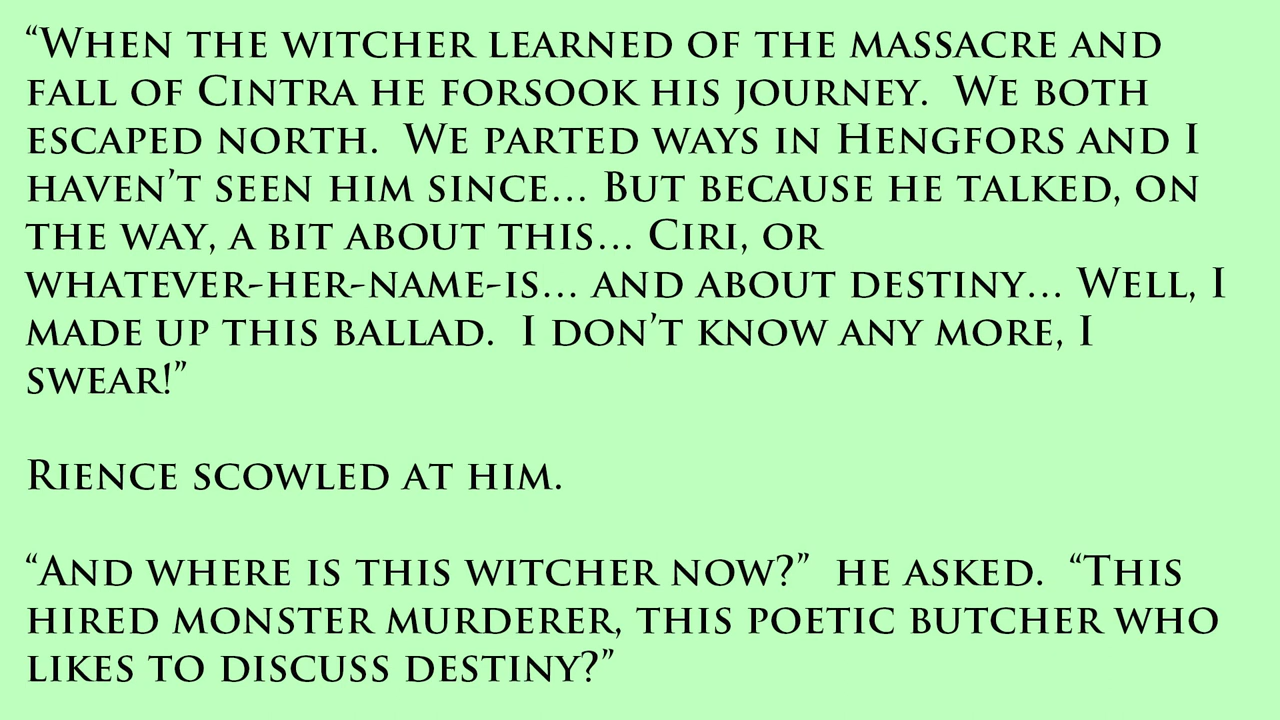 “When the witcher learned of the massacre and
fall of Cintra he forsook his journey.  We both
escaped north.  We parted ways in Hengfors and I
haven’t seen him since… But because he talked, on
the way, a bit about this… Ciri, or
whatever-her-name-is… and about destiny… Well, I
made up this ballad.  I don’t know any more, I
swear!”

Rience scowled at him.

“And where is this witcher now?”  he asked.  “This
hired monster murderer, this poetic butcher who
likes to discuss destiny?”